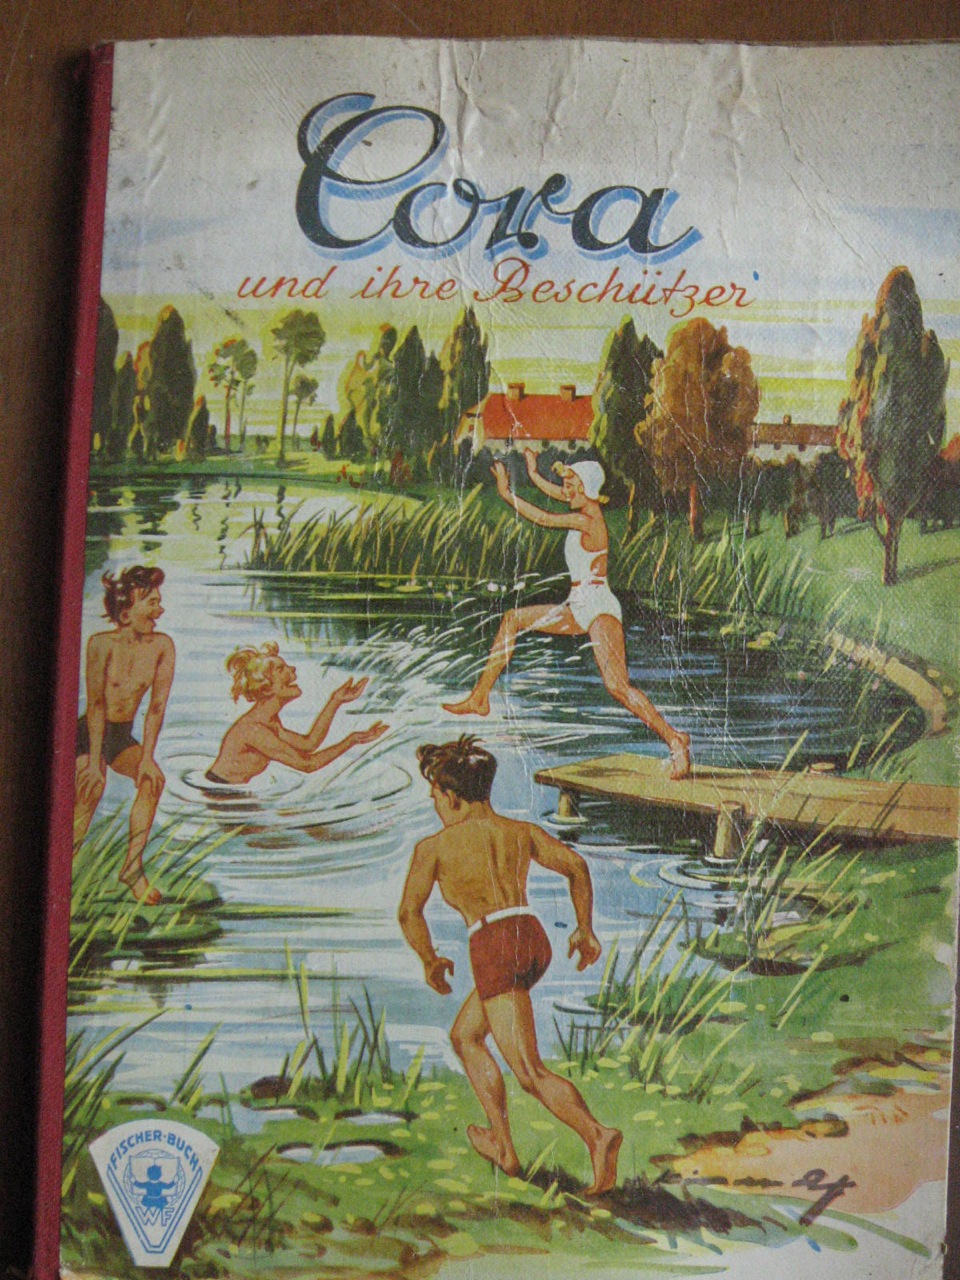 Cora
und ihre Beschützer
FISCHER-BUCH
WF